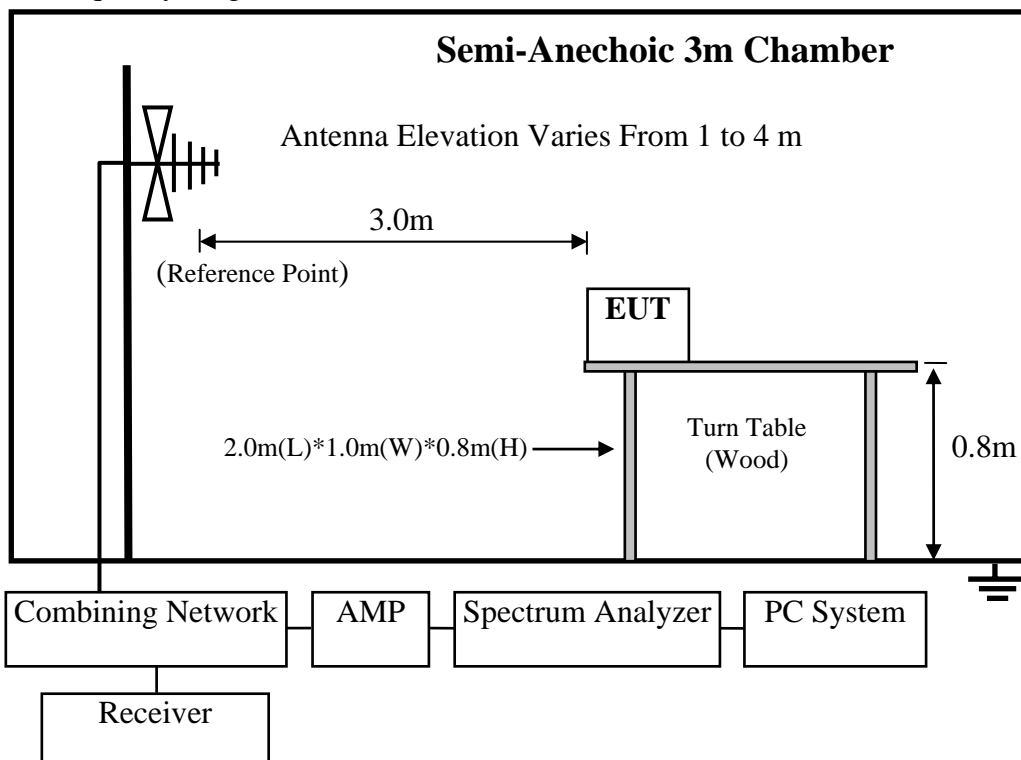 Semi-Anechoic 3m Chamber
Antenna Elevation Varies From 1 to 4 m
3.0m
(Reference Point)
EUT
2.0m(L)*1.0m(W)*0.8m(H)
Turn Table
(Wood)
0.8m
Combining Network
AMP
Spectrum Analyzer
PC System
Receiver